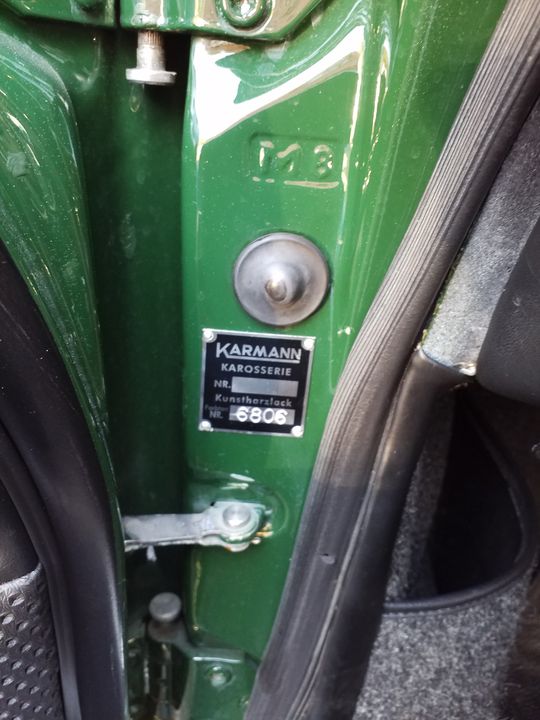 KARMANN
KAROSSERIE
NR.
Kunstharzlack
NR. 6806